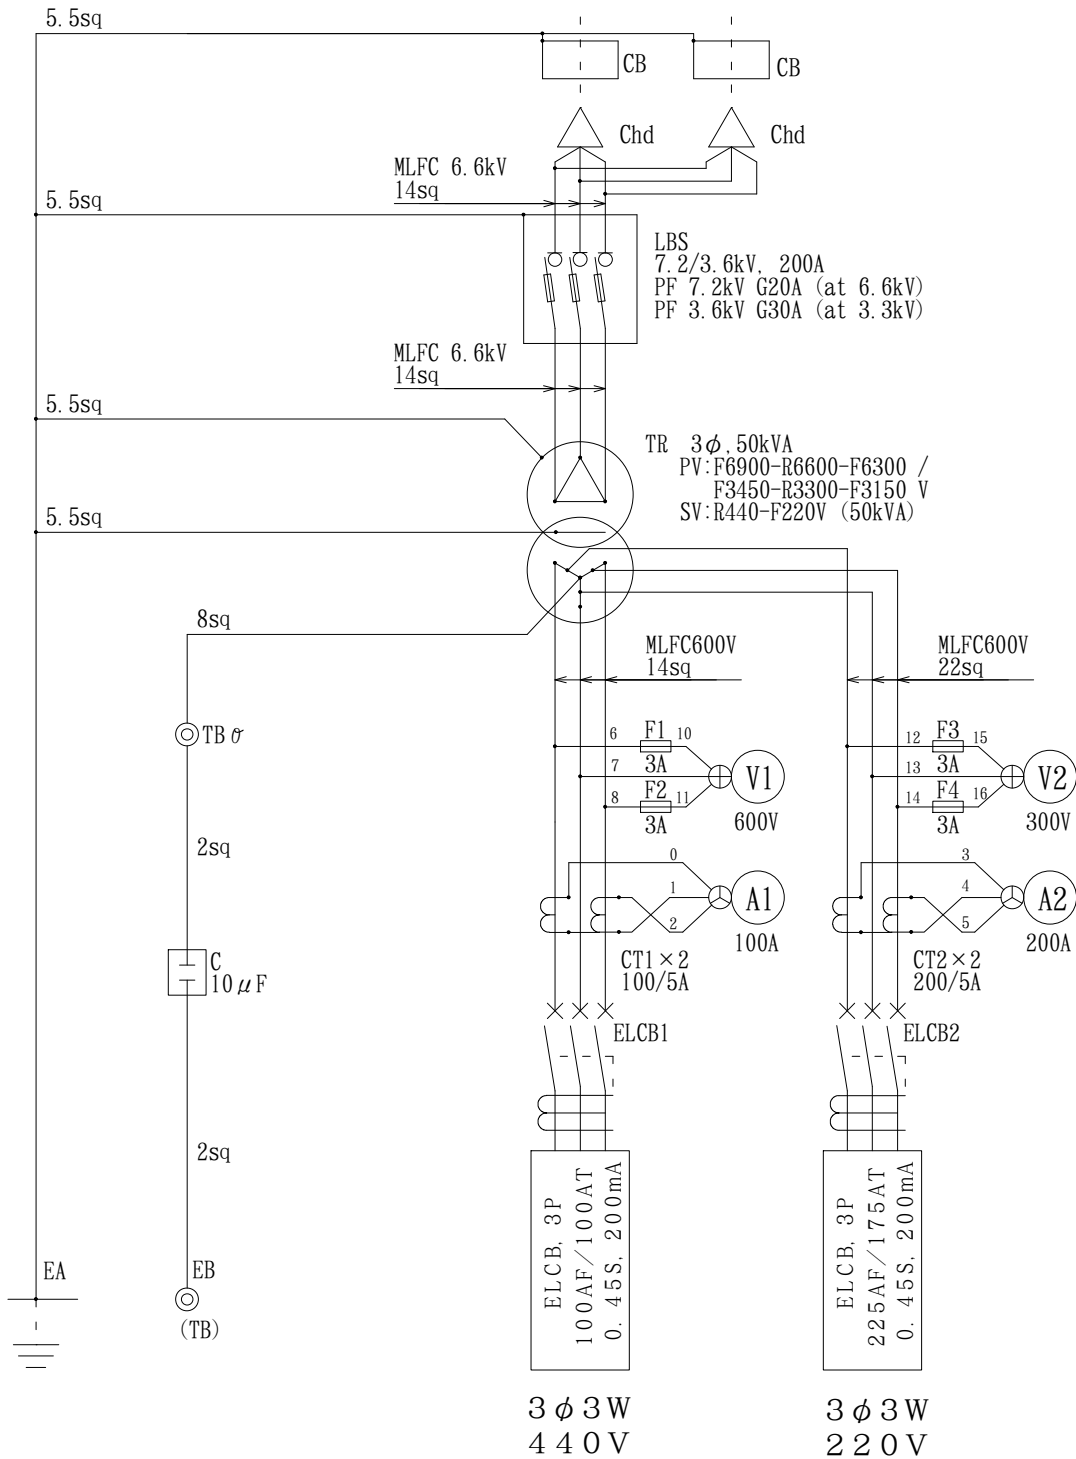 5.5sq
CB
CB
Chd
Chd
MLFC 6.6kV
14sq
5.5sq
LBS
7.2/3.6kV, 200A
PF 7.2kV G20A (at 6.6kV)
PF 3.6kV G30A (at 3.3kV)
MLFC 6.6kV
14sq
5.5sq
TR 3φ, 50kVA
PV:F6900-R6600-F6300 /
F3450-R3300-F3150 V
SV:R440-F220V (50kVA)
5.5sq
8sq
MLFC600V
14sq
MLFC600V
22sq
TBσ
6
F1
10
3A
7
V1
8
F2
11
3A
600V
12
F3
15
3A
13
V2
14
F4
16
3A
300V
2sq
0
1
A1
2
100A
3
4
A2
5
200A
CT1×2
100/5A
CT2×2
200/5A
C
10μF
ELCB1
ELCB2
2sq
ELCB, 3P
100AF/100AT
0.45S, 200mA
ELCB, 3P
225AF/175AT
0.45S, 200mA
EA
EB
(TB)
3φ3W
440V
3φ3W
220V